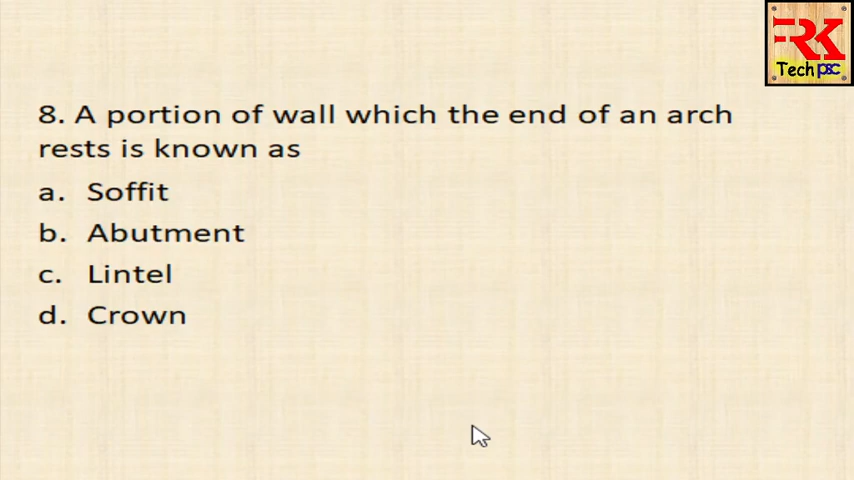 RK
Tech psc
8. A portion of wall which the end of an arch
rests is known as
a. Soffit
b. Abutment
c. Lintel
d. Crown